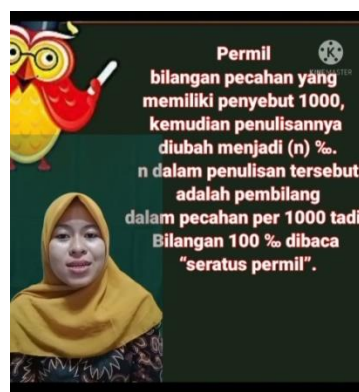 Permil
KINEMASTER
bilangan pecahan yang
memiliki penyebut 1000,
kemudian penulisannya
diubah menjadi (n) ‰.
n dalam penulisan tersebut
adalah pembilang
dalam pecahan per 1000 tadi
Bilangan 100 ‰ dibaca
“seratus permil”.